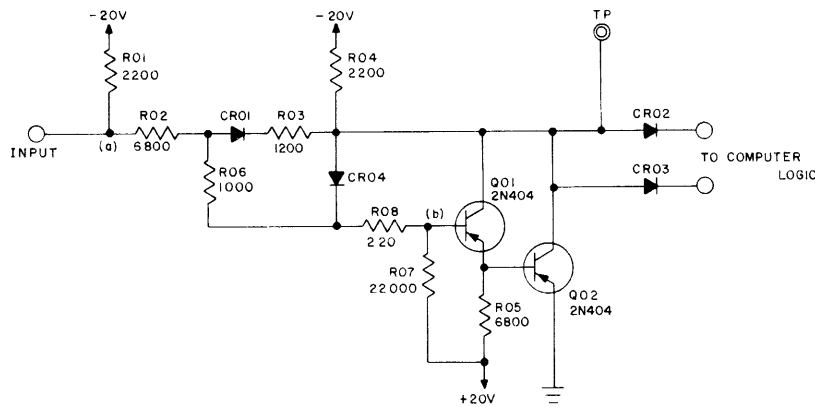 -20V
R01
2200
-20V
R04
2200
TP
INPUT
(a)
R02
6800
CR01
R03
1200
CR02
TO COMPUTER
LOGIC
R06
1000
CR04
CR03
R08
220
(b)
Q01
2N404
R07
22000
Q02
2N404
R05
6800
+20V